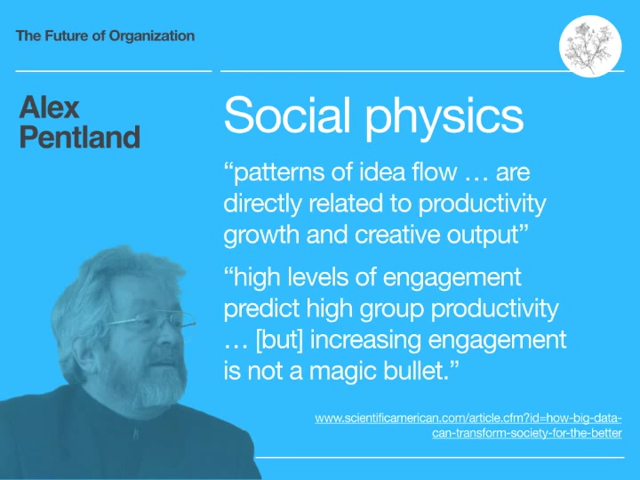 The Future of Organization
Alex
Pentland
Social physics
“patterns of idea flow … are
directly related to productivity
growth and creative output”
“high levels of engagement
predict high group productivity
… [but] increasing engagement
is not a magic bullet.”
www.scientificamerican.com/article.cfm?id=how-big-data-
can-transform-society-for-the-better